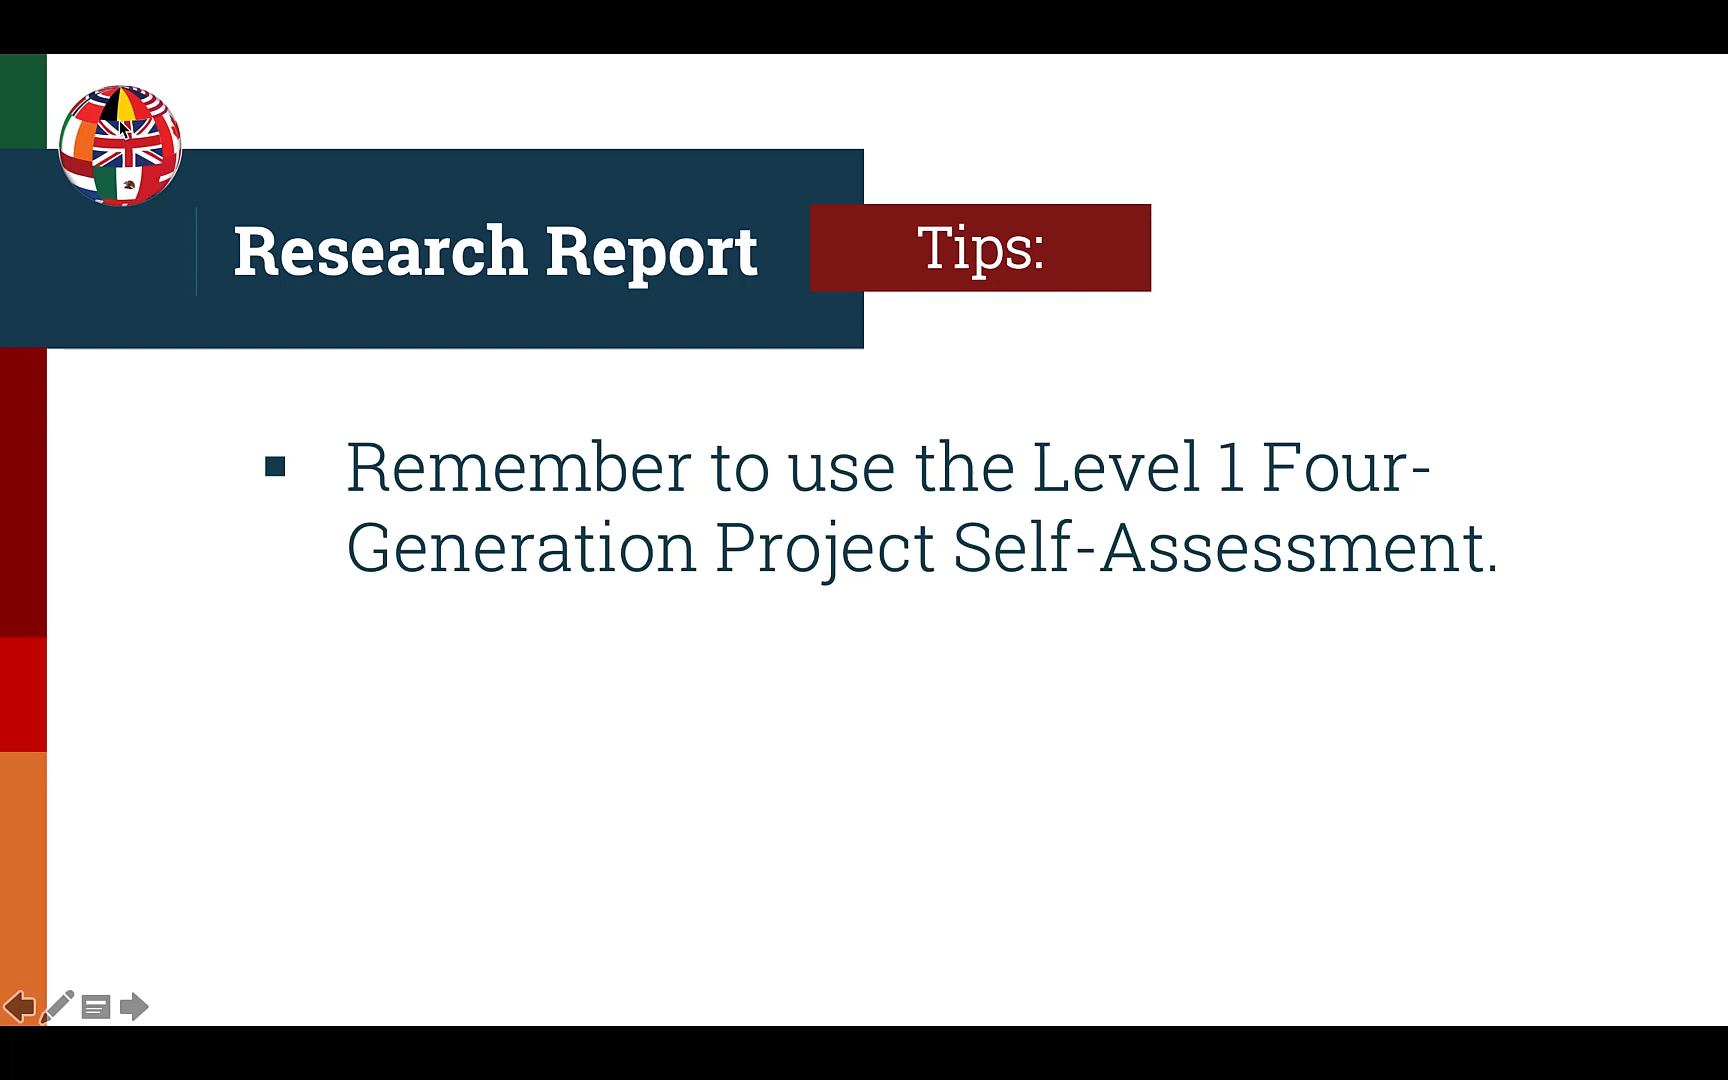 Research Report
Tips:
▪ Remember to use the Level 1 Four-
Generation Project Self-Assessment.